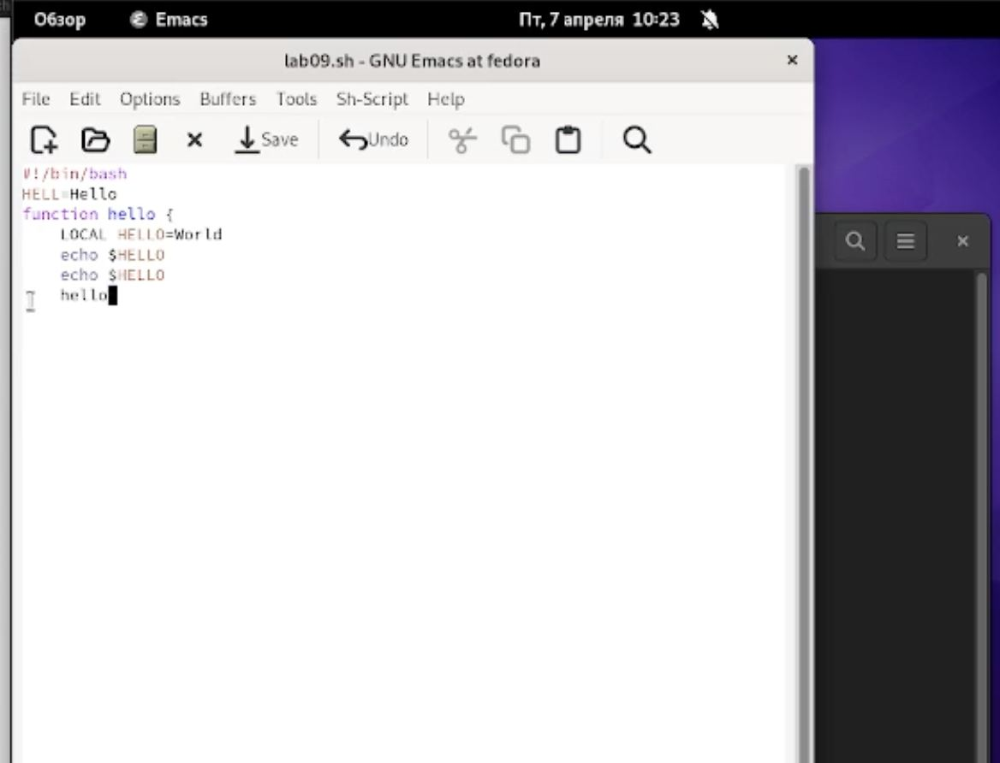 Обзор Emacs Пт, 7 апреля 10:23
lab09.sh - GNU Emacs at fedora
File Edit Options Buffers Tools Sh-Script Help
Save Undo
#!/bin/bash
HELL=Hello
function hello {
LOCAL HELLO=World
echo $HELLO
echo $HELLO
hello